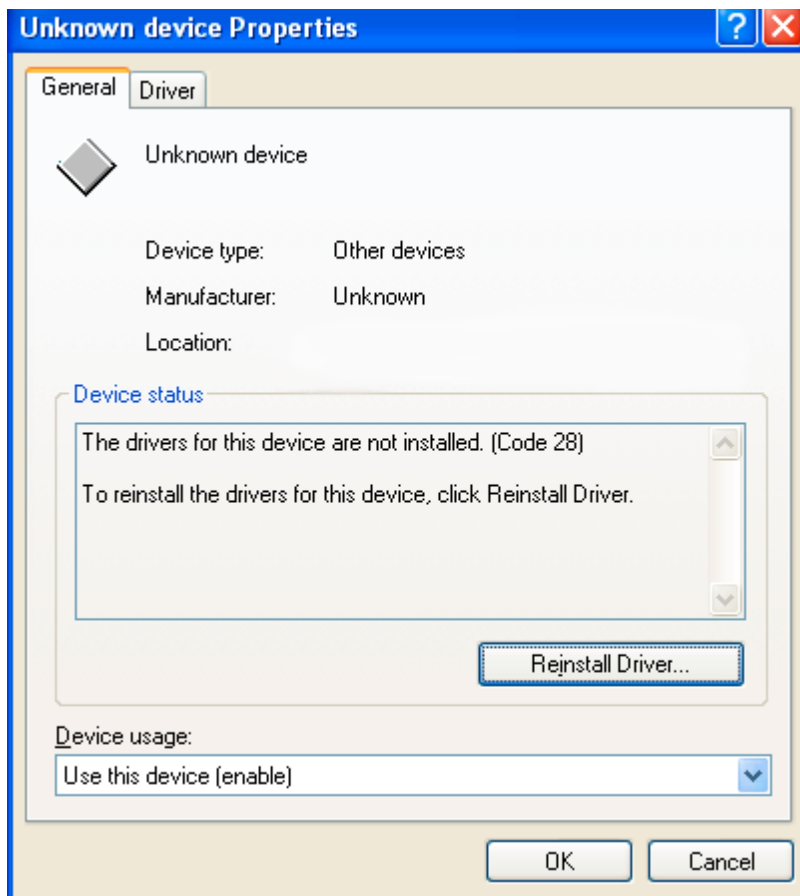 Unknown device Properties
General Driver
Unknown device
Device type: Other devices
Manufacturer: Unknown
Location:
Device status
The drivers for this device are not installed. (Code 28)
To reinstall the drivers for this device, click Reinstall Driver.
Reinstall Driver...
Device usage:
Use this device (enable)
OK Cancel